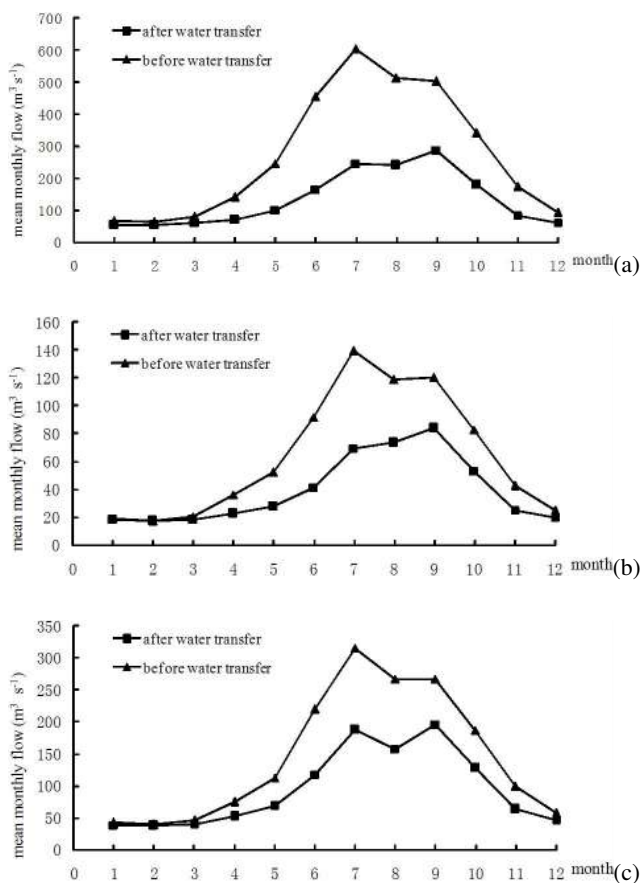 700
600
500
400
300
200
100
0
mean monthly flow (m³ s⁻¹)
after water transfer
before water transfer
0 1 2 3 4 5 6 7 8 9 10 11 12 month (a)
160
140
120
100
80
60
40
20
0
mean monthly flow (m³ s⁻¹)
after water transfer
before water transfer
0 1 2 3 4 5 6 7 8 9 10 11 12 month (b)
350
300
250
200
150
100
50
0
mean monthly flow (m³ s⁻¹)
after water transfer
before water transfer
0 1 2 3 4 5 6 7 8 9 10 11 12 month (c)